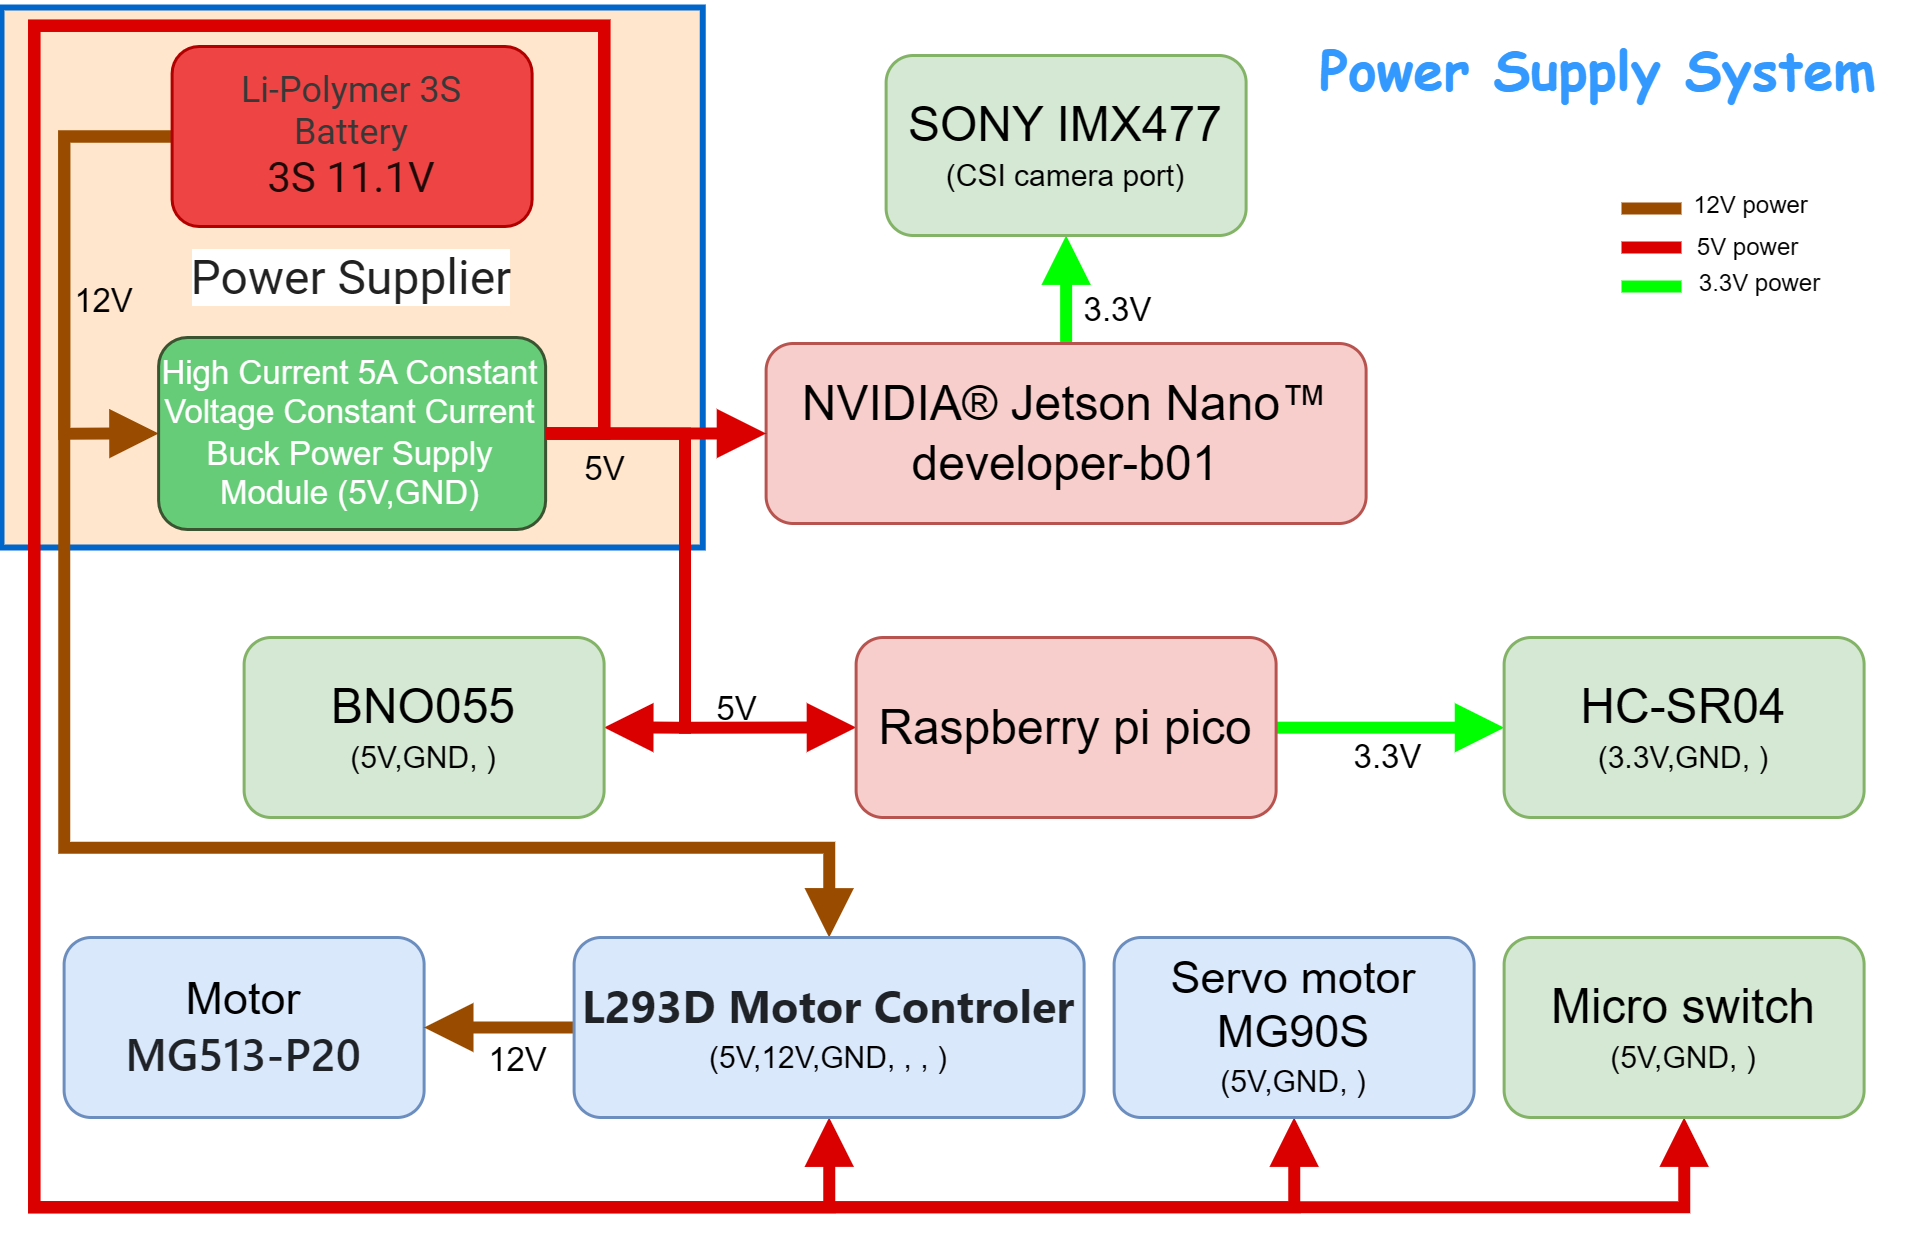 Power Supply System
Li-Polymer 3S
Battery
3S 11.1V
Power Supplier
12V
High Current 5A Constant
Voltage Constant Current
Buck Power Supply
Module (5V,GND)
5V
SONY IMX477
(CSI camera port)
3.3V
NVIDIA® Jetson Nano™
developer-b01
12V power
5V power
3.3V power
BNO055
(5V,GND, )
5V
Raspberry pi pico
3.3V
HC-SR04
(3.3V,GND, )
Motor
MG513-P20
12V
L293D Motor Controler
(5V,12V,GND, , , )
Servo motor
MG90S
(5V,GND, )
Micro switch
(5V,GND, )